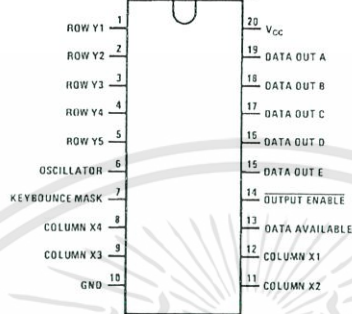 ROW Y1 1
ROW Y2 2
ROW Y3 3
ROW Y4 4
ROW Y5 5
OSCILLATOR 6
KEYBOUNCE MASK 7
COLUMN X4 8
COLUMN X3 9
GND 10
20 VCC
19 DATA OUT A
18 DATA OUT B
17 DATA OUT C
16 DATA OUT D
15 DATA OUT E
14 OUTPUT ENABLE
13 DATA AVAILABLE
12 COLUMN X1
11 COLUMN X2